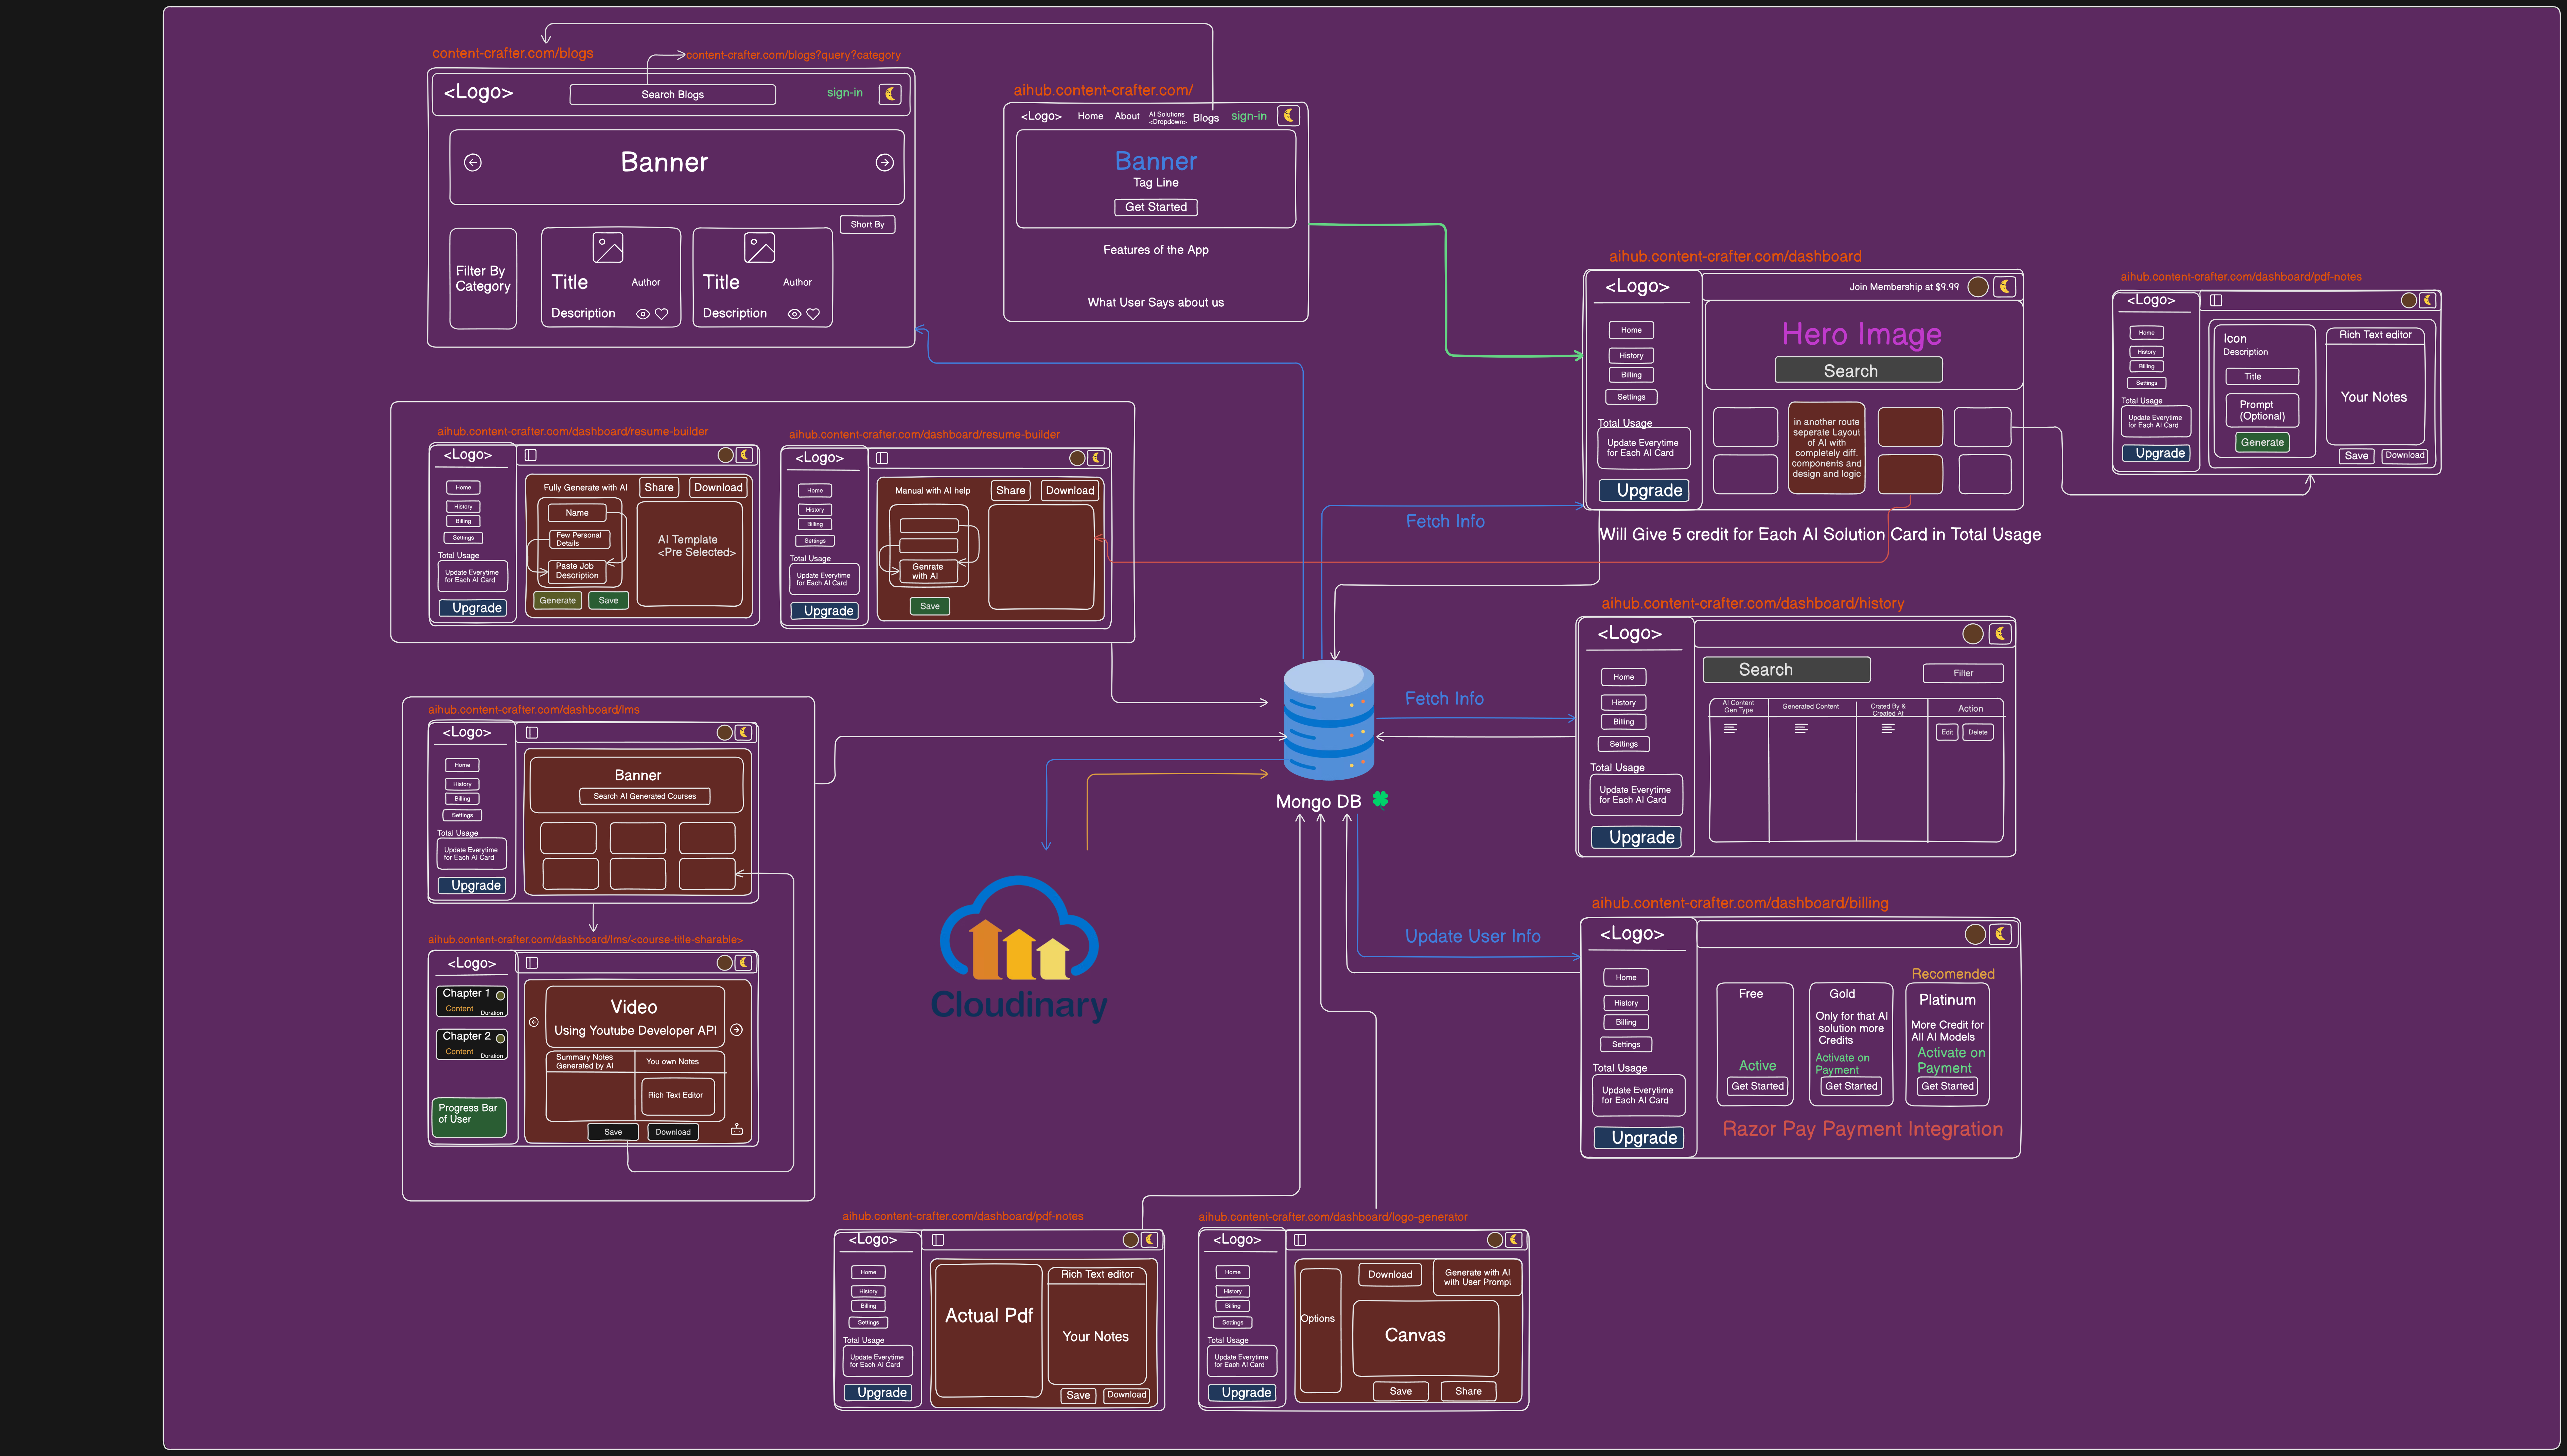 content-crafter.com/blogs
content-crafter.com/blogs?query?category
<Logo>
Search Blogs
sign-in
Banner
Short By
Filter By
Category
Title
Author
Description
Title
Author
Description
aihub.content-crafter.com/
<Logo>
Home
About
AI Solutions
<Dropdown>
Blogs
sign-in
Banner
Tag Line
Get Started
Features of the App
What User Says about us
aihub.content-crafter.com/dashboard
<Logo>
Join Membership at $9.99
Home
History
Billing
Settings
Total Usage
Update Everytime
for Each AI Card
Upgrade
Hero Image
Search
in another route
seperate Layout
of AI with
completely diff.
components and
design and logic
Will Give 5 credit for Each AI Solution Card in Total Usage
aihub.content-crafter.com/dashboard/pdf-notes
<Logo>
Home
History
Billing
Settings
Total Usage
Update Everytime
for Each AI Card
Upgrade
Icon
Description
Title
Prompt
(Optional)
Generate
Rich Text editor
Your Notes
Save
Download
aihub.content-crafter.com/dashboard/resume-builder
<Logo>
Home
History
Billing
Settings
Total Usage
Update Everytime
for Each AI Card
Upgrade
Fully Generate with AI
Share
Download
Name
Few Personal
Details
Paste Job
Description
Generate
Save
AI Template
<Pre Selected>
aihub.content-crafter.com/dashboard/resume-builder
<Logo>
Home
History
Billing
Settings
Total Usage
Update Everytime
for Each AI Card
Upgrade
Manual with AI help
Share
Download
Genrate
with AI
Save
Fetch Info
Fetch Info
Mongo DB
Update User Info
Cloudinary
aihub.content-crafter.com/dashboard/history
<Logo>
Home
History
Billing
Settings
Total Usage
Update Everytime
for Each AI Card
Upgrade
Search
Filter
AI Content
Gen Type
Generated Content
Crated By &
Created At
Action
Edit
Delete
aihub.content-crafter.com/dashboard/lms
<Logo>
Home
History
Billing
Settings
Total Usage
Update Everytime
for Each AI Card
Upgrade
Banner
Search AI Generated Courses
aihub.content-crafter.com/dashboard/lms/<course-title-sharable>
<Logo>
Chapter 1
Content
Duration
Chapter 2
Content
Duration
Progress Bar
of User
Video
Using Youtube Developer API
Summary Notes
Generated by AI
You own Notes
Rich Text Editor
Save
Download
aihub.content-crafter.com/dashboard/billing
<Logo>
Home
History
Billing
Settings
Total Usage
Update Everytime
for Each AI Card
Upgrade
Free
Active
Get Started
Gold
Only for that AI
solution more
Credits
Activate on
Payment
Get Started
Recomended
Platinum
More Credit for
All AI Models
Activate on
Payment
Get Started
Razor Pay Payment Integration
aihub.content-crafter.com/dashboard/pdf-notes
<Logo>
Home
History
Billing
Settings
Total Usage
Update Everytime
for Each AI Card
Upgrade
Actual Pdf
Rich Text editor
Your Notes
Save
Download
aihub.content-crafter.com/dashboard/logo-generator
<Logo>
Home
History
Billing
Settings
Total Usage
Update Everytime
for Each AI Card
Upgrade
Options
Download
Generate with AI
with User Prompt
Canvas
Save
Share